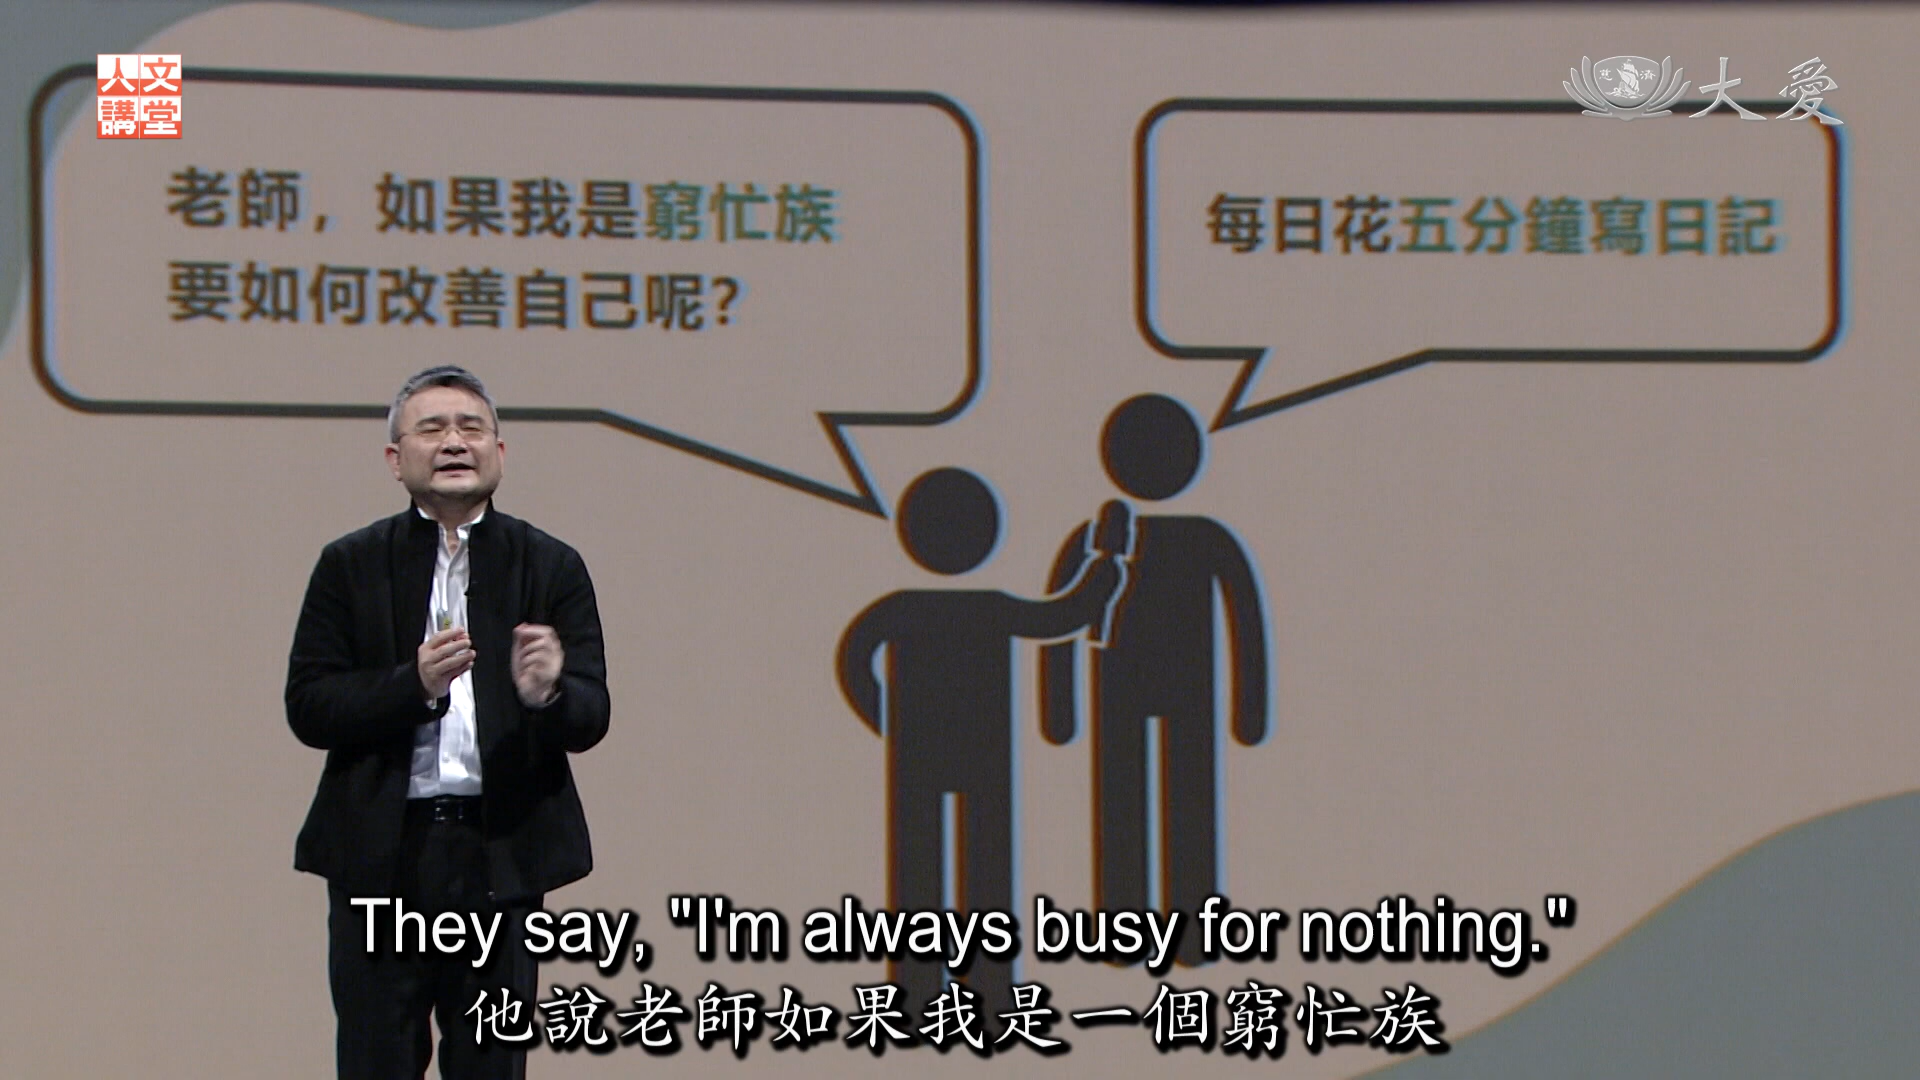 人文
講堂
慈濟
大愛
老師，如果我是窮忙族
要如何改善自己呢？
每日花五分鐘寫日記
They say, "I'm always busy for nothing."
他說老師如果我是一個窮忙族